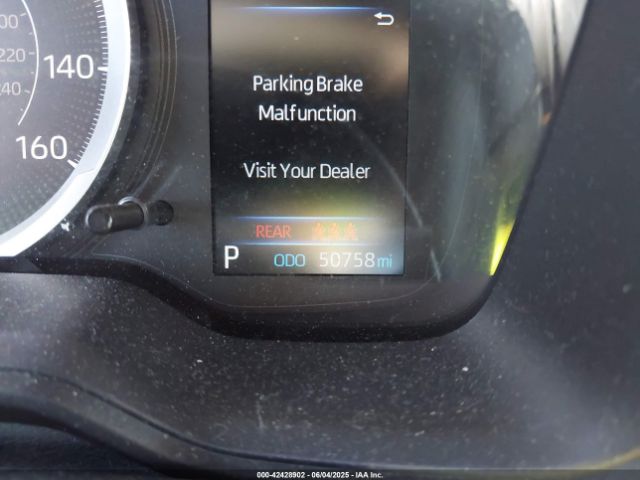 220
240
140
160
Parking Brake
Malfunction
Visit Your Dealer
REAR
P ODO 50758 mi
000-42428902 - 06/04/2025 - IAA Inc.